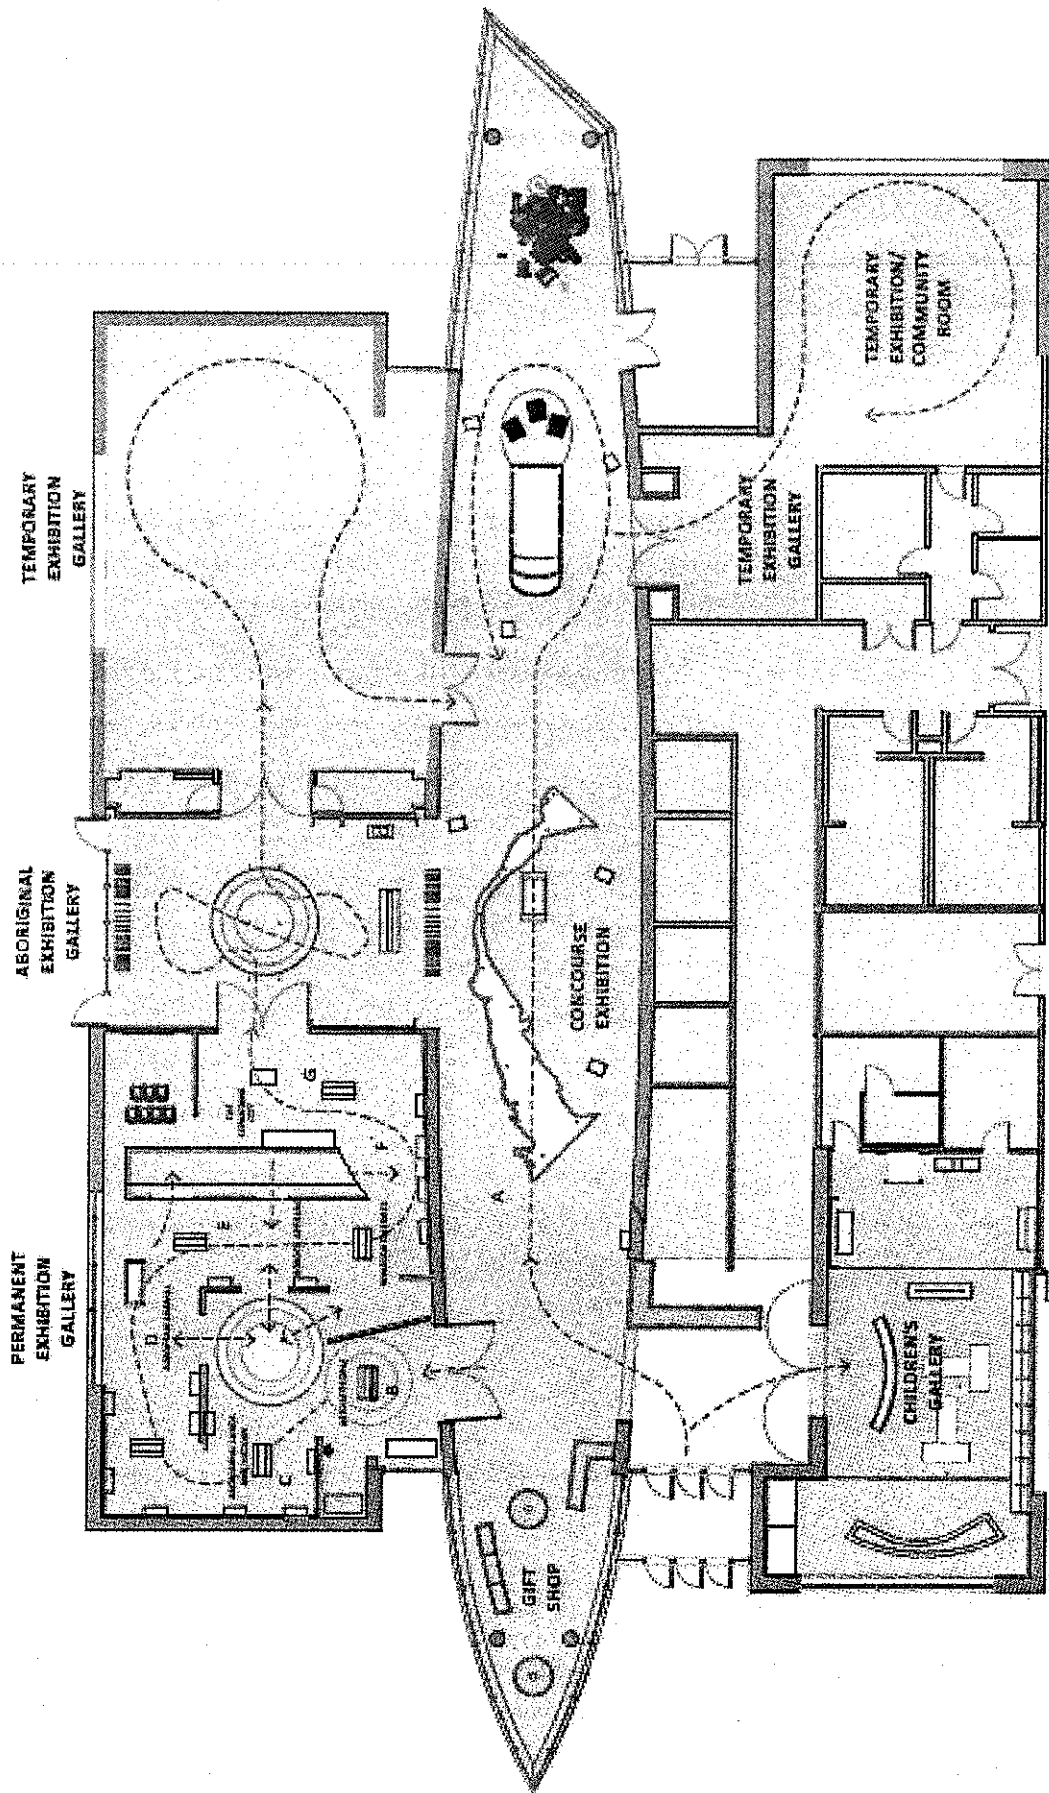 TEMPORARY
EXHIBITION
GALLERY
ABORIGINAL
EXHIBITION
GALLERY
PERMANENT
EXHIBITION
GALLERY
TEMPORARY
EXHIBITION/
COMMUNITY
ROOM
TEMPORARY
EXHIBITION
GALLERY
CONCOURSE
EXHIBITION
CHILDREN'S
GALLERY
GIFT
SHOP
A
B
C
D
E
F
G